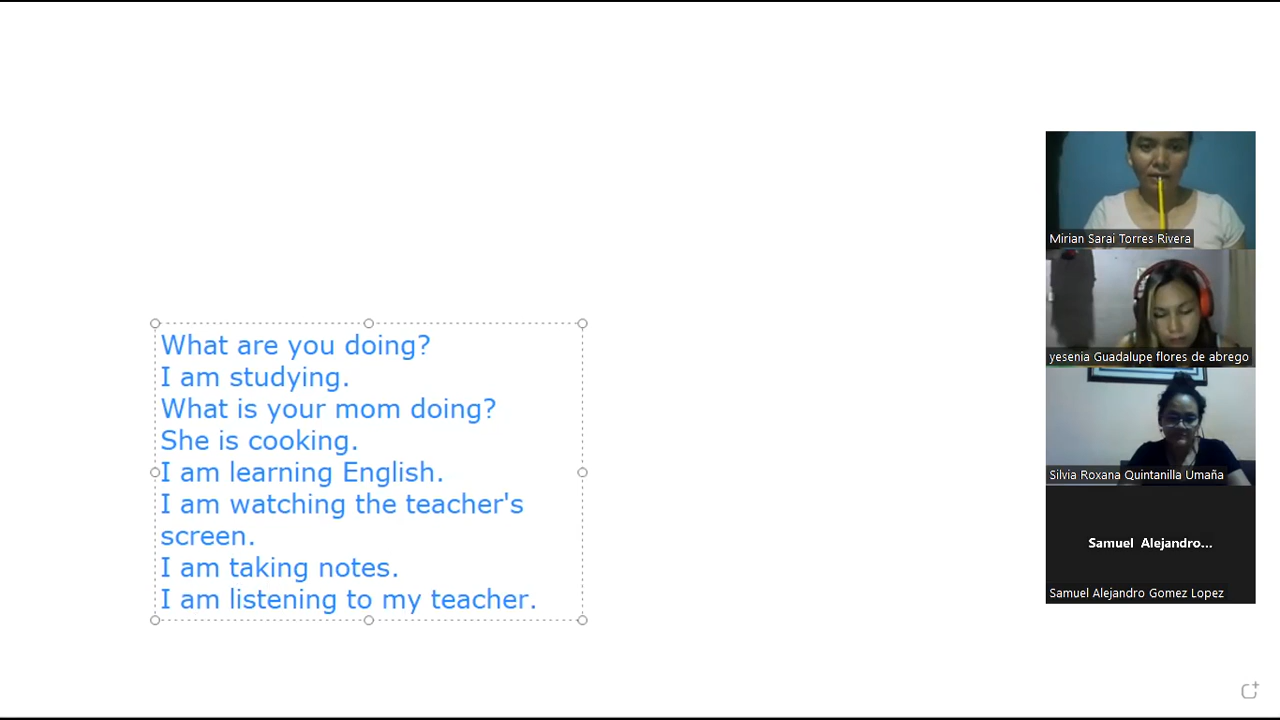 What are you doing?
I am studying.
What is your mom doing?
She is cooking.
I am learning English.
I am watching the teacher's
screen.
I am taking notes.
I am listening to my teacher.
Mirian Sarai Torres Rivera
yesenia Guadalupe flores de abrego
Silvia Roxana Quintanilla Umaña
Samuel Alejandro...
Samuel Alejandro Gomez Lopez